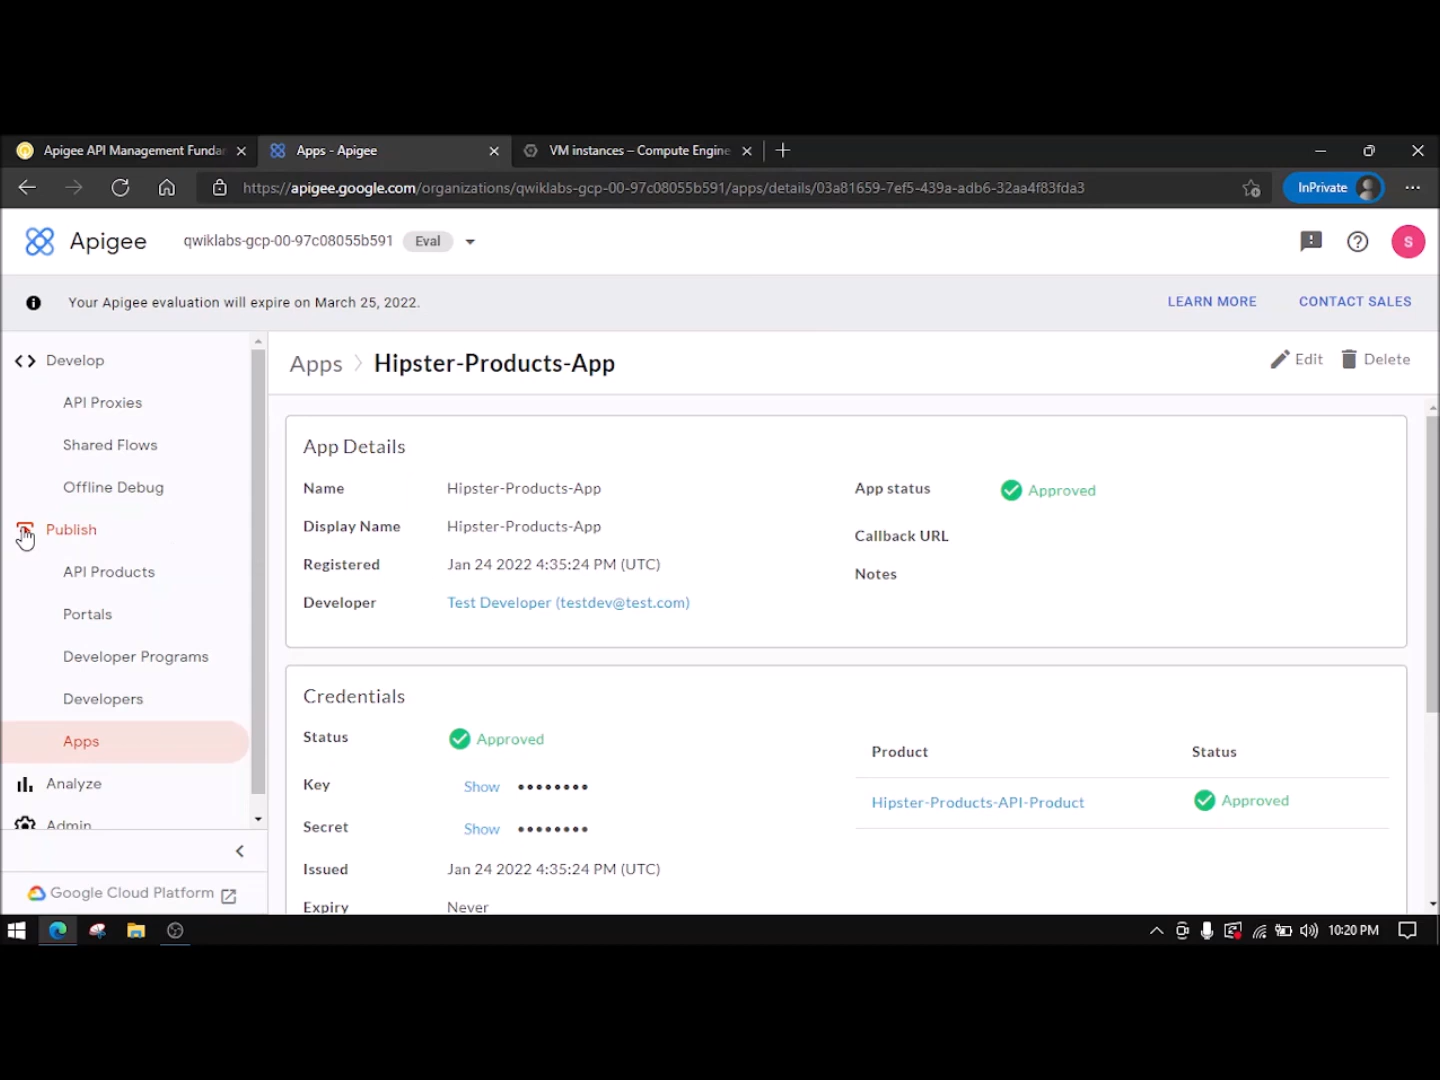 Apigee API Management Funda
Apps - Apigee
VM instances – Compute Engine
https://apigee.google.com/organizations/qwiklabs-gcp-00-97c08055b591/apps/details/03a81659-7ef5-439a-adb6-32aa4f83fda3
InPrivate
Apigee
qwiklabs-gcp-00-97c08055b591
Eval
S
Your Apigee evaluation will expire on March 25, 2022.
LEARN MORE
CONTACT SALES
Develop
API Proxies
Shared Flows
Offline Debug
Publish
API Products
Portals
Developer Programs
Developers
Apps
Analyze
Admin
Google Cloud Platform
Apps > Hipster-Products-App
Edit
Delete
App Details
Name Hipster-Products-App
Display Name Hipster-Products-App
Registered Jan 24 2022 4:35:24 PM (UTC)
Developer Test Developer (testdev@test.com)
App status Approved
Callback URL
Notes
Credentials
Status Approved
Key Show ••••••••
Secret Show ••••••••
Issued Jan 24 2022 4:35:24 PM (UTC)
Expiry Never
Product Status
Hipster-Products-API-Product Approved
10:20 PM